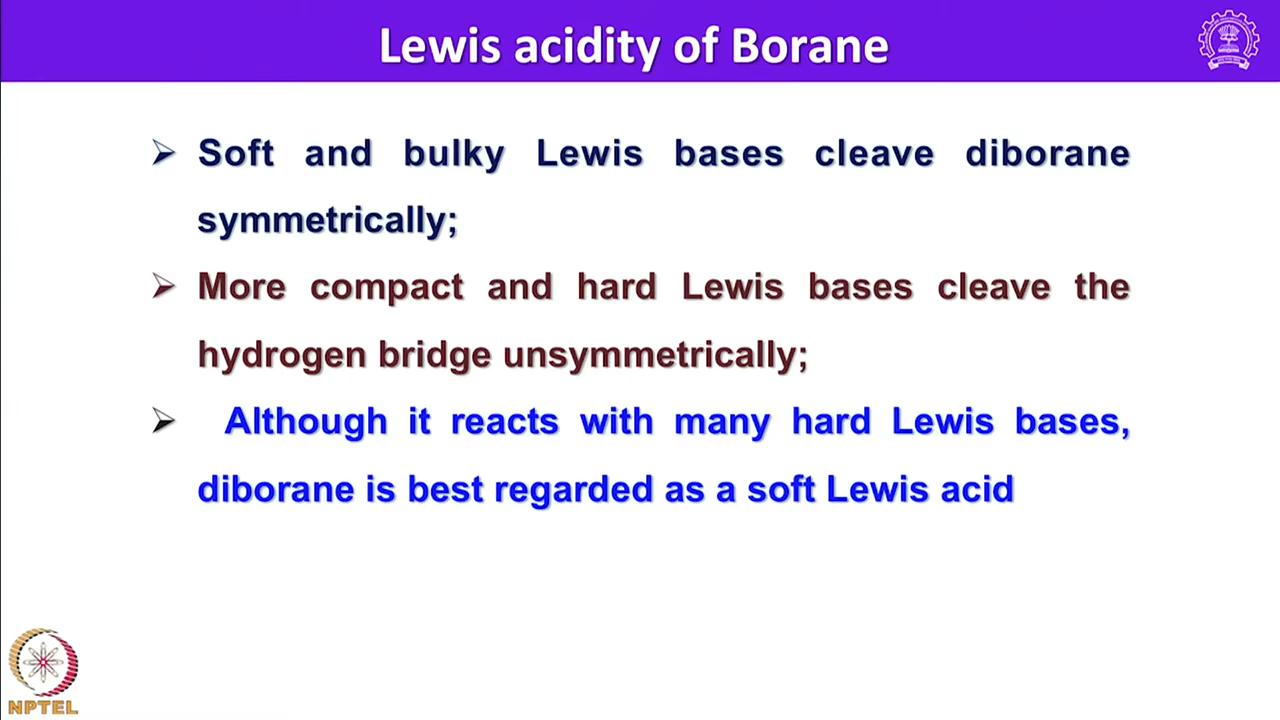 Lewis acidity of Borane
➢ Soft and bulky Lewis bases cleave diborane
symmetrically;
➢ More compact and hard Lewis bases cleave the
hydrogen bridge unsymmetrically;
➢ Although it reacts with many hard Lewis bases,
diborane is best regarded as a soft Lewis acid
NPTEL